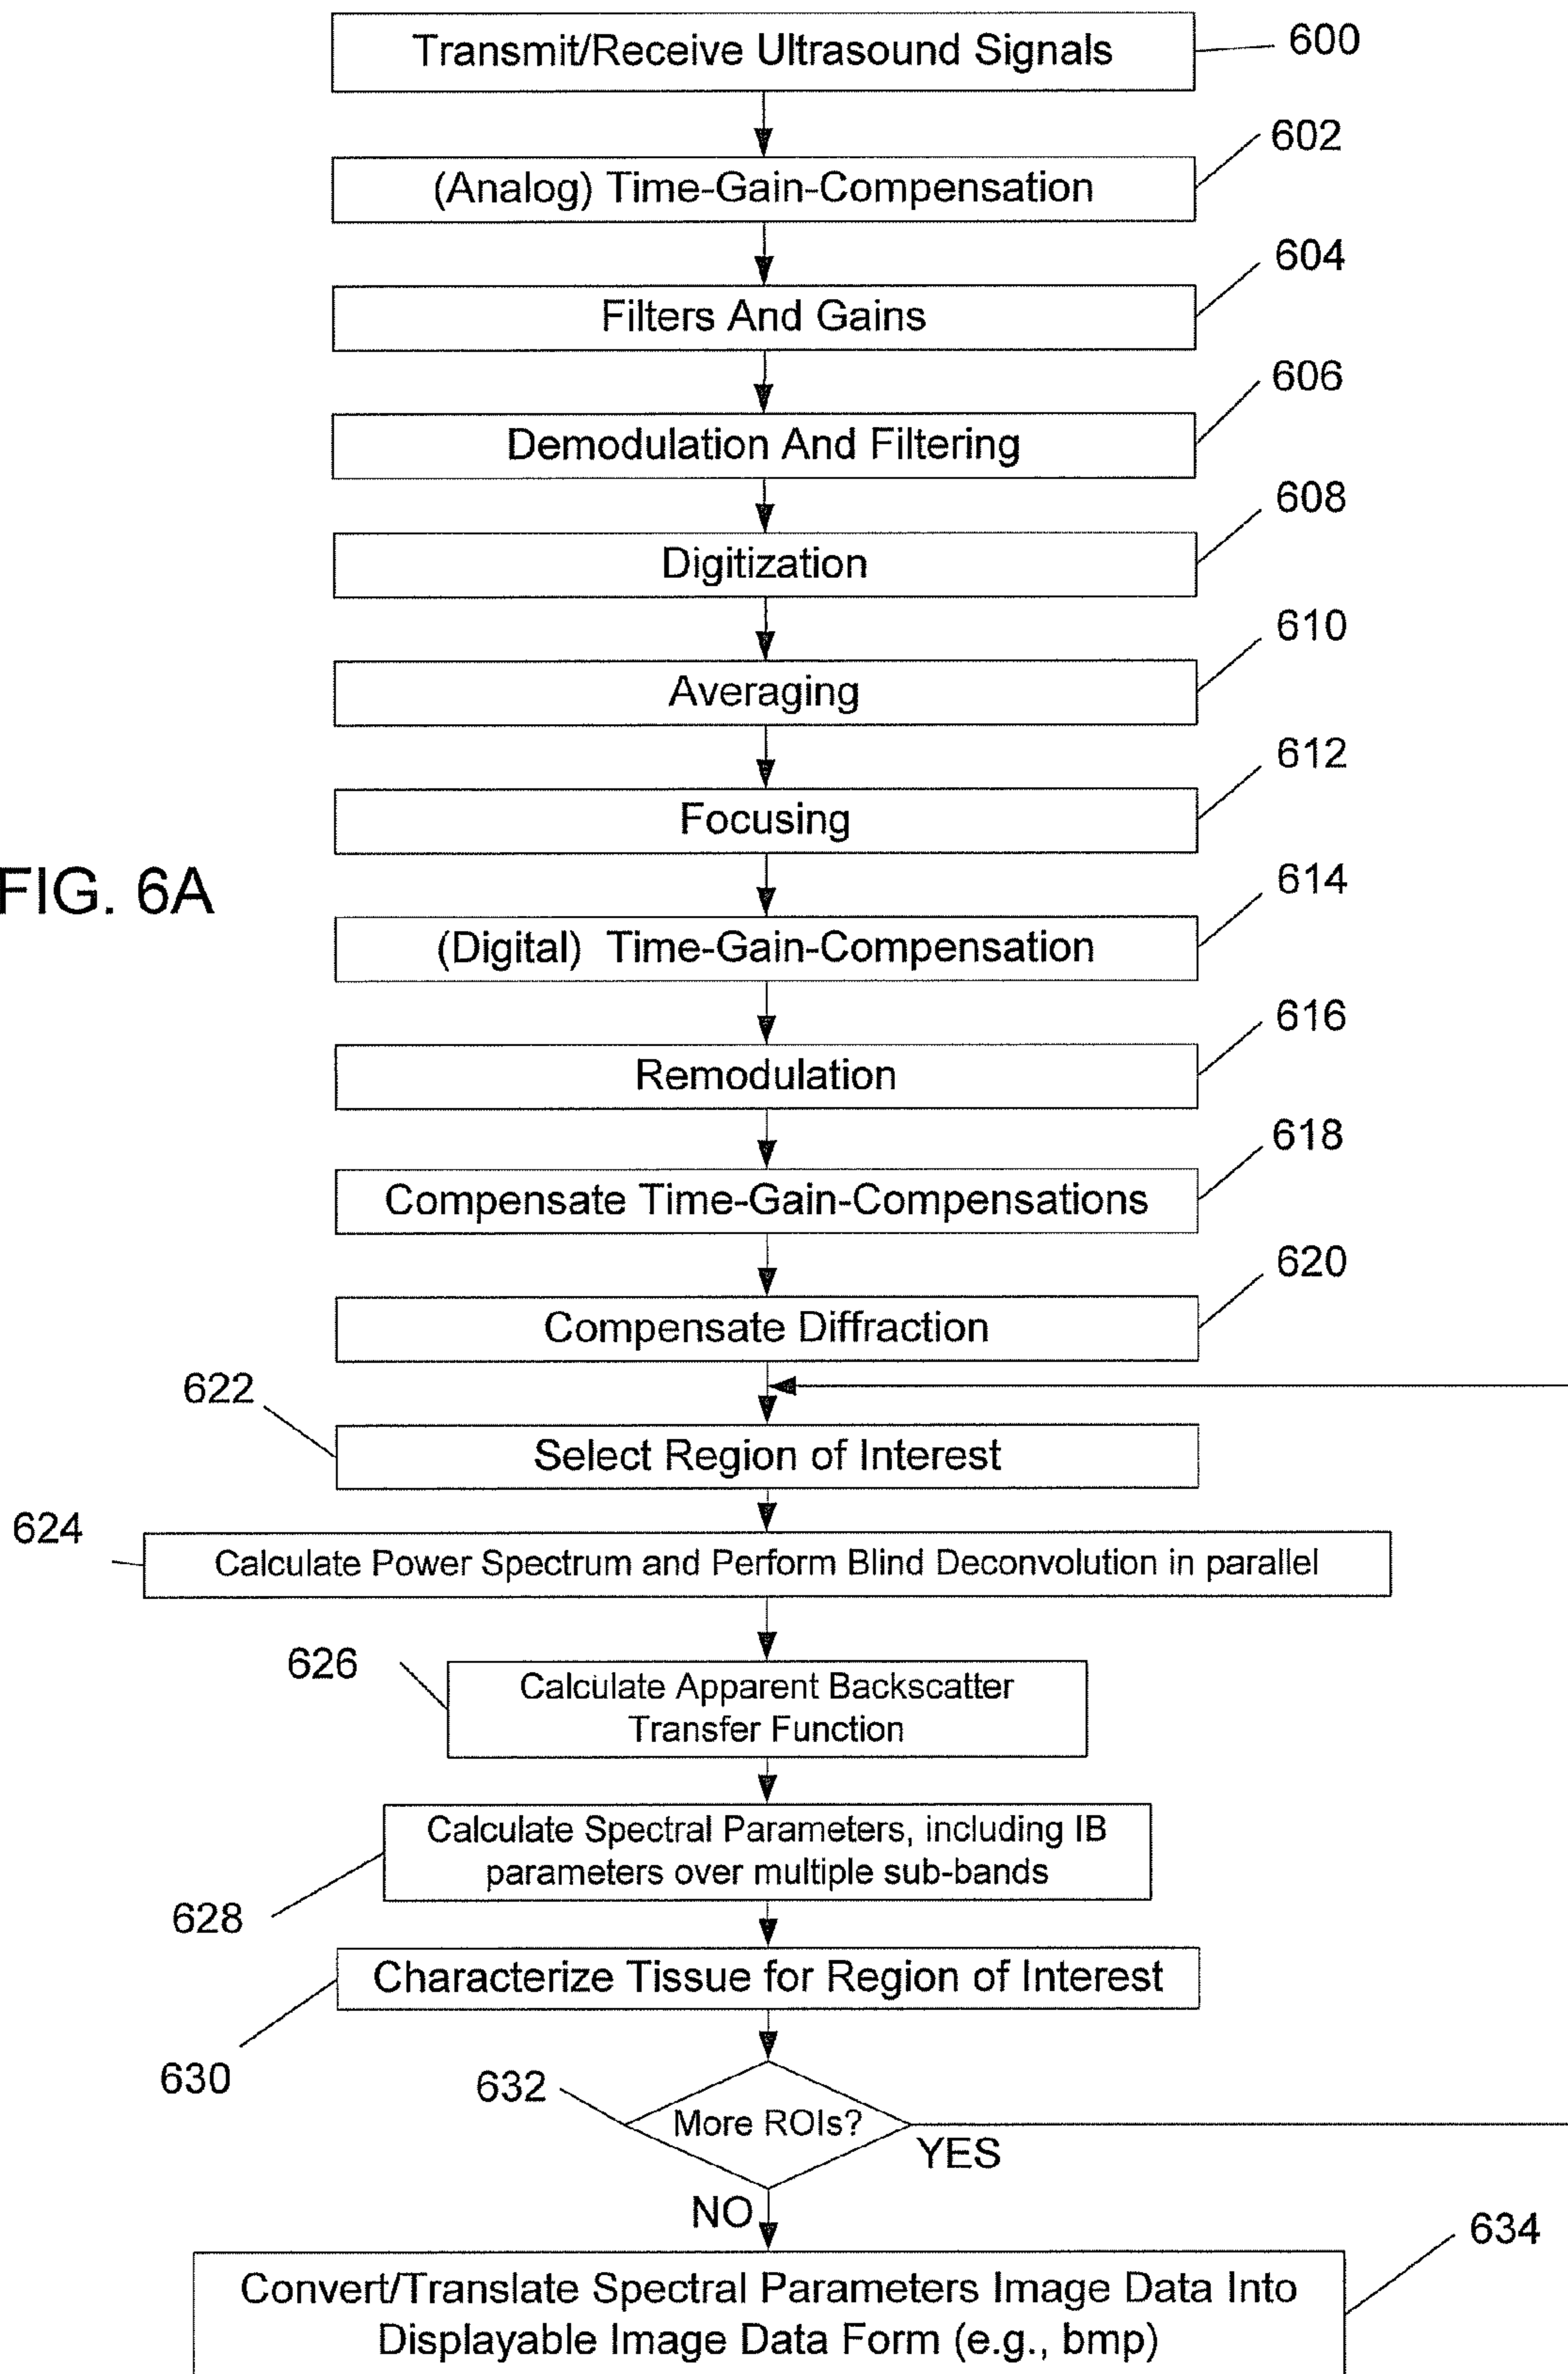 Transmit/Receive Ultrasound Signals
600
(Analog) Time-Gain-Compensation
602
Filters And Gains
604
Demodulation And Filtering
606
Digitization
608
Averaging
610
Focusing
612
FIG. 6A
(Digital) Time-Gain-Compensation
614
Remodulation
616
Compensate Time-Gain-Compensations
618
Compensate Diffraction
620
622
Select Region of Interest
624
Calculate Power Spectrum and Perform Blind Deconvolution in parallel
626
Calculate Apparent Backscatter
Transfer Function
Calculate Spectral Parameters, including IB
parameters over multiple sub-bands
628
Characterize Tissue for Region of Interest
630
632
More ROIs?
YES
NO
634
Convert/Translate Spectral Parameters Image Data Into
Displayable Image Data Form (e.g., bmp)